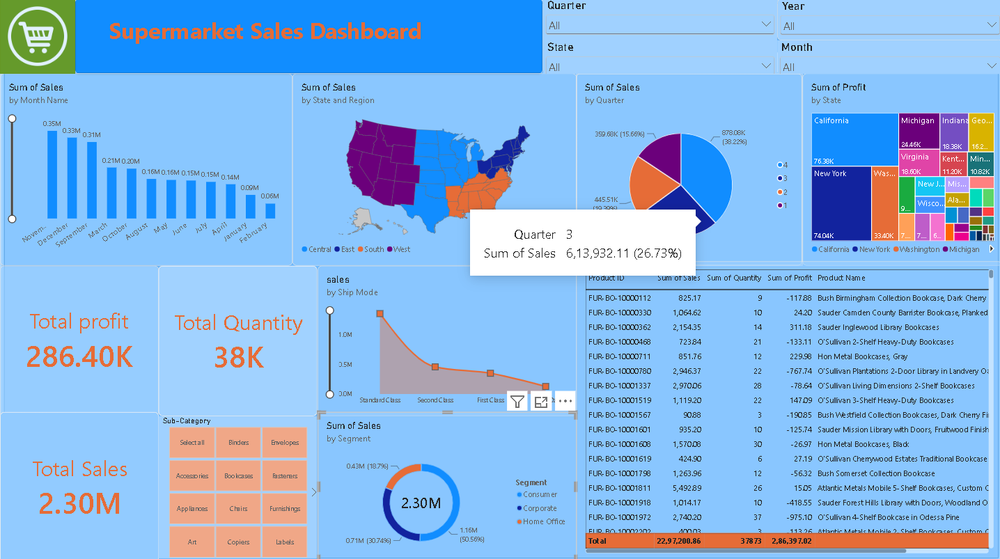 Supermarket Sales Dashboard
Quarter
All
Year
All
State
All
Month
All
Sum of Sales
by Month Name
0.35M
0.33M
0.31M
0.21M
0.20M
0.16M
0.16M
0.15M
0.15M
0.14M
0.09M
0.06M
Novem...
December
September
March
October
August
May
June
July
April
January
February
Sum of Sales
by State and Region
Central East South West
Sum of Sales
by Quarter
359.68K (15.66%)
878.08K
(38.22%)
445.51K
(19.39%)
4
3
2
1
Quarter 3
Sum of Sales 6,13,932.11 (26.73%)
Sum of Profit
by State
California
76.38K
New York
74.04K
Was...
33.40K
Michigan
24.46K
Virginia
18.60K
Indiana
18.38K
Geo...
16.2...
Kent...
11.20K
Min...
10.82K
9....
New J...
Wisco...
Mis...
Ala...
7....
7....
6...
California New York Washington Michigan
Total profit
286.40K
Total Quantity
38K
Total Sales
2.30M
sales
by Ship Mode
1.0M
0.5M
0.0M
Standard Class
Second Class
First Class
Sub-Category
Select all Binders Envelopes
Accessories Bookcases Fasteners
Appliances Chairs Furnishings
Art Copiers Labels
Sum of Sales
by Segment
0.43M (18.7%)
2.30M
0.71M (30.74%)
1.16M
(50.56%)
Segment
Consumer
Corporate
Home Office
Product ID Sum of Sales Sum of Quantity Sum of Profit Product Name
FUR-BO-10000112 825.17 9 -117.88 Bush Birmingham Collection Bookcase, Dark Cherry
FUR-BO-10000330 1,064.62 10 24.20 Sauder Camden County Barrister Bookcase, Planked
FUR-BO-10000362 2,154.35 14 311.18 Sauder Inglewood Library Bookcases
FUR-BO-10000468 723.84 21 -133.11 O'Sullivan 2-Shelf Heavy-Duty Bookcases
FUR-BO-10000711 851.76 12 229.98 Hon Metal Bookcases, Gray
FUR-BO-10000780 2,946.37 22 -767.74 O'Sullivan Plantations 2-Door Library in Landvery Oa
FUR-BO-10001337 2,970.06 28 -78.64 O'Sullivan Living Dimensions 2-Shelf Bookcases
FUR-BO-10001519 1,119.20 22 147.09 O'Sullivan 3-Shelf Heavy-Duty Bookcases
FUR-BO-10001567 90.88 3 -190.85 Bush Westfield Collection Bookcases, Dark Cherry Fi
FUR-BO-10001601 935.20 10 -125.74 Sauder Mission Library with Doors, Fruitwood Finish
FUR-BO-10001608 1,570.08 30 -26.97 Hon Metal Bookcases, Black
FUR-BO-10001619 424.90 6 27.19 O'Sullivan Cherrywood Estates Traditional Bookcase
FUR-BO-10001798 1,263.96 12 -56.32 Bush Somerset Collection Bookcase
FUR-BO-10001811 5,492.89 26 15.05 Atlantic Metals Mobile 5-Shelf Bookcases, Custom C
FUR-BO-10001918 1,014.17 10 -418.55 Sauder Forest Hills Library with Doors, Woodland O
FUR-BO-10001972 2,740.20 37 -975.10 O'Sullivan 4-Shelf Bookcase in Odessa Pine
FUR-BO-10002202 400.03 3 -113.26 Atlantic Metals Mobile 2-Shelf Bookcases, Custom C
Total 22,97,200.86 37873 2,86,397.02